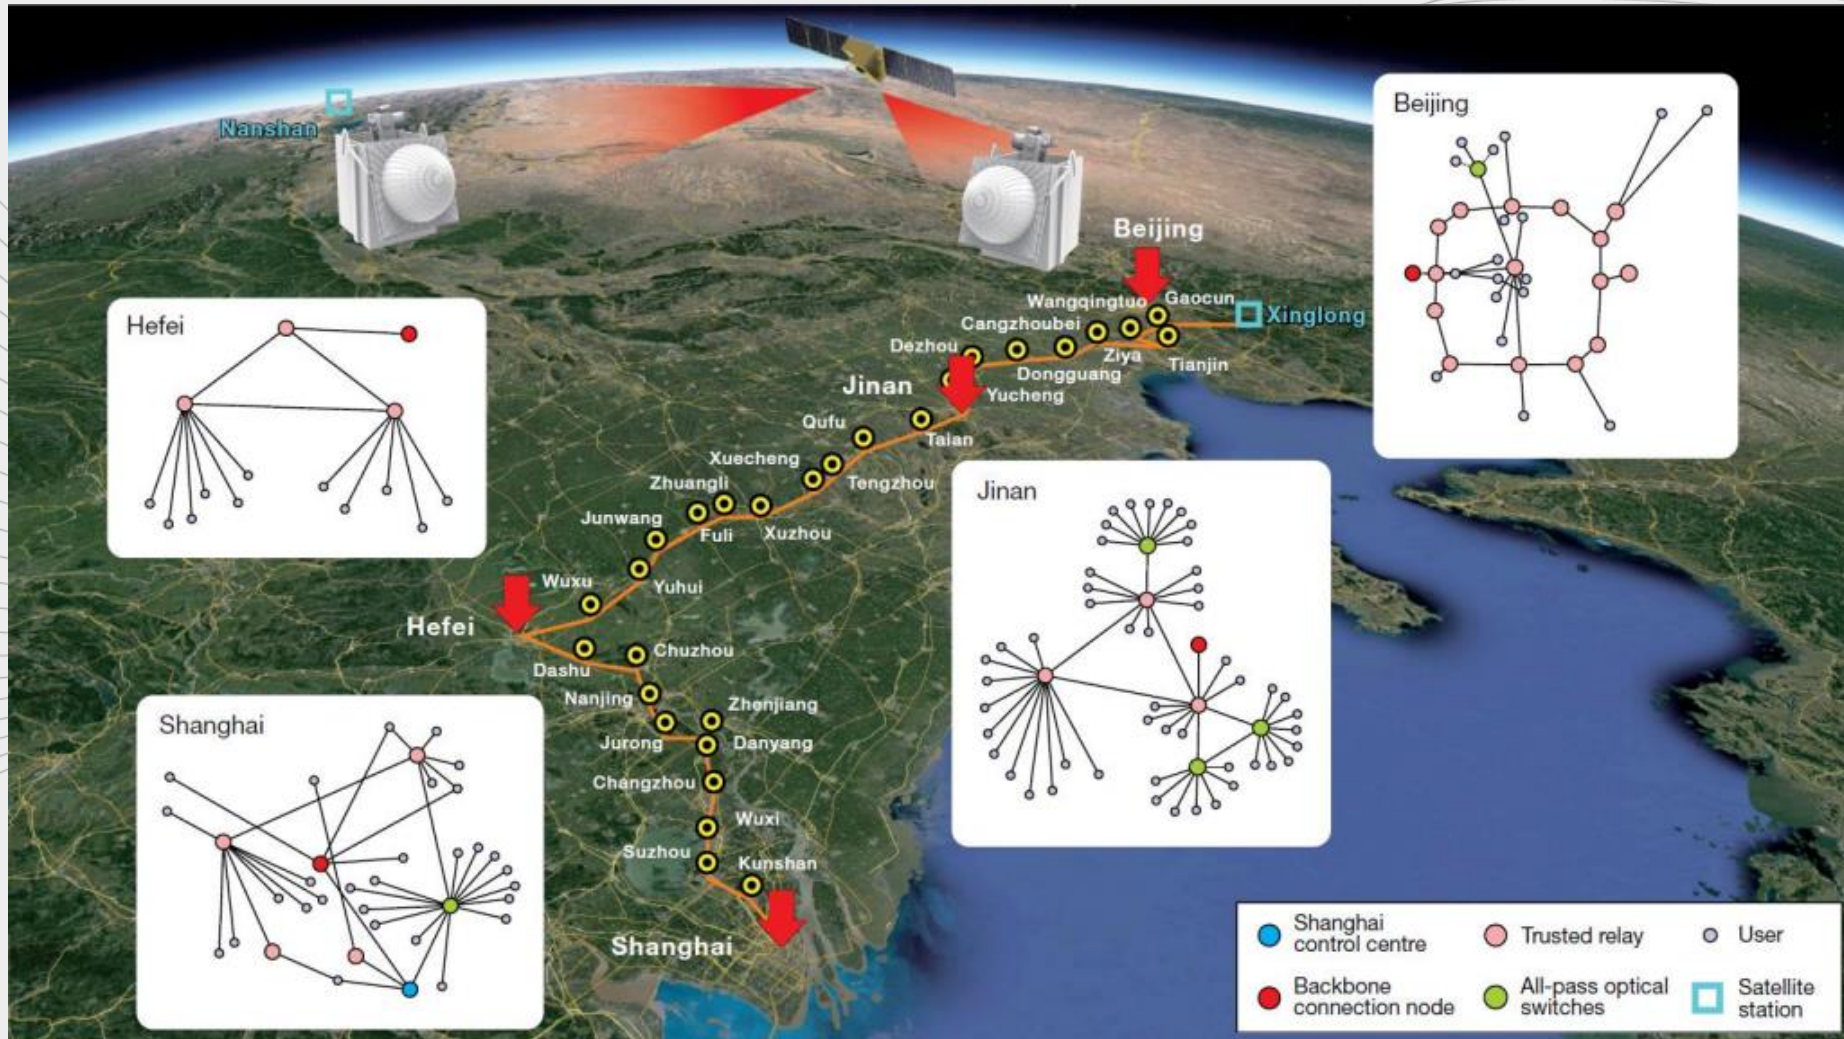 Nanshan
Beijing
Wangqingtuo
Gaocun
Xinglong
Cangzhoubei
Dezhou
Ziya
Tianjin
Dongguang
Jinan
Yucheng
Qufu
Taian
Xuecheng
Tengzhou
Zhuangli
Junwang
Fuli
Xuzhou
Wuxu
Yuhui
Hefei
Dashu
Chuzhou
Nanjing
Zhenjiang
Jurong
Danyang
Changzhou
Wuxi
Suzhou
Kunshan
Shanghai
Hefei
Shanghai
Beijing
Jinan
Shanghai
control centre
Trusted relay
User
Backbone
connection node
All-pass optical
switches
Satellite
station